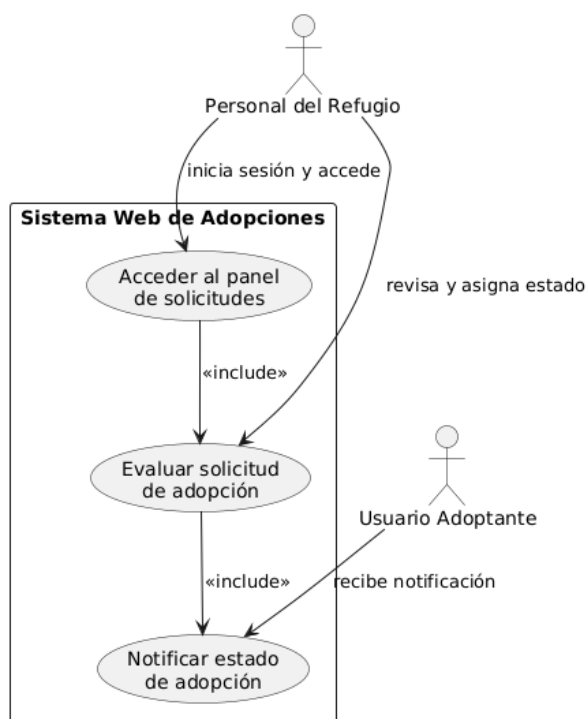 Personal del Refugio
inicia sesión y accede
Sistema Web de Adopciones
Acceder al panel
de solicitudes
revisa y asigna estado
«include»
Evaluar solicitud
de adopción
Usuario Adoptante
«include»
recibe notificación
Notificar estado
de adopción